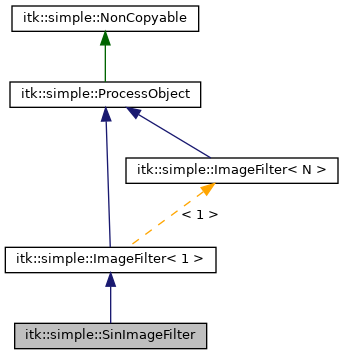 itk::simple::NonCopyable
itk::simple::ProcessObject
itk::simple::ImageFilter< N >
< 1 >
itk::simple::ImageFilter< 1 >
itk::simple::SinImageFilter